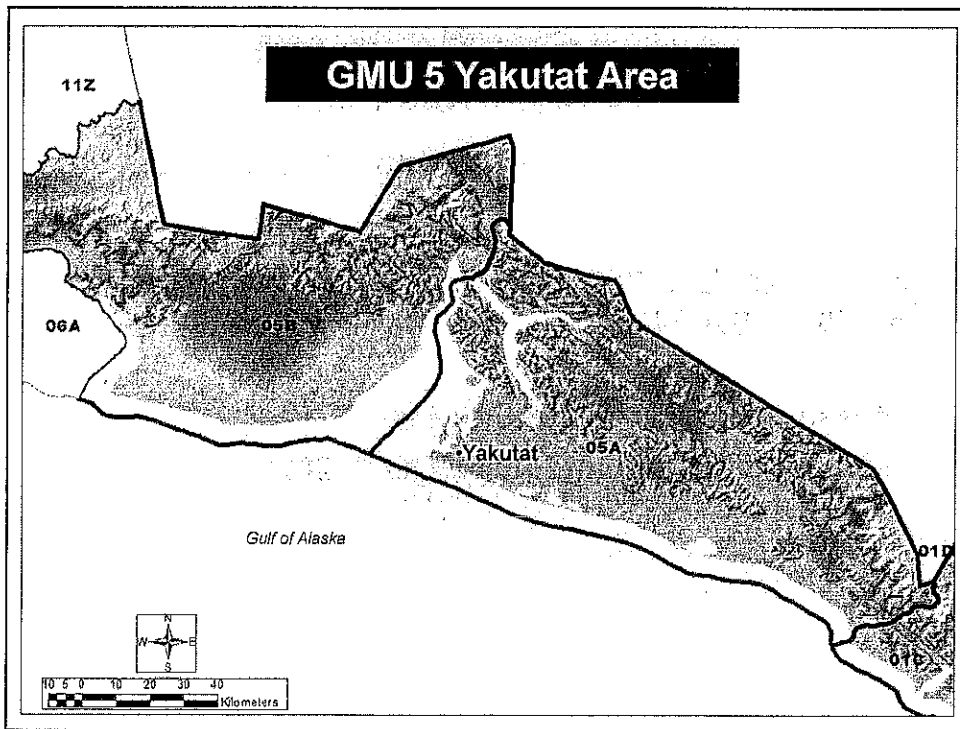 GMU 5 Yakutat Area
11Z
06A
05B
05A
Yakutat
Gulf of Alaska
01D
01C
N
W E
S
10 5 0 10 20 30 40
Kilometers